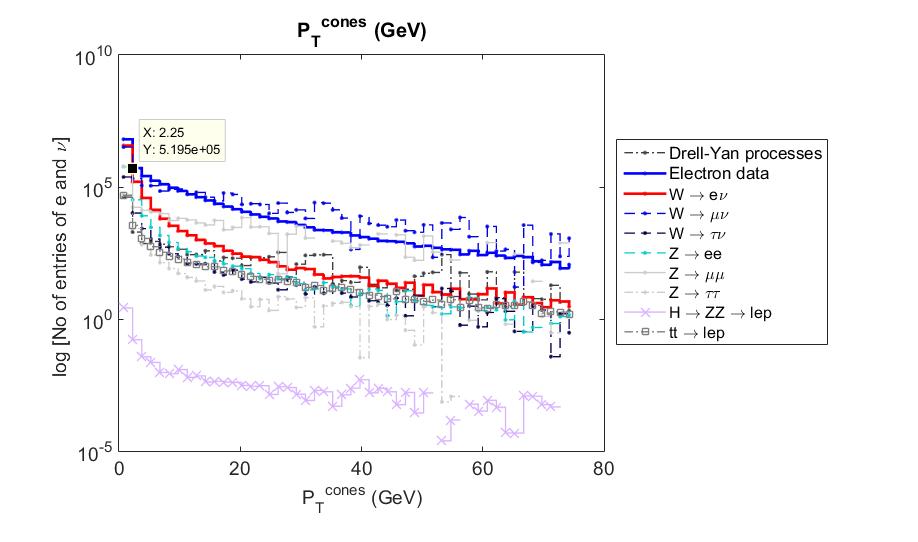 P_T^cones (GeV)
10^10
X: 2.25
Y: 5.195e+05
10^5
10^0
10^-5
log [No of entries of e and ν]
0 20 40 60 80
P_T^cones (GeV)
Drell-Yan processes
Electron data
W → eν
W → μν
W → τν
Z → ee
Z → μμ
Z → ττ
H → ZZ → lep
tt → lep